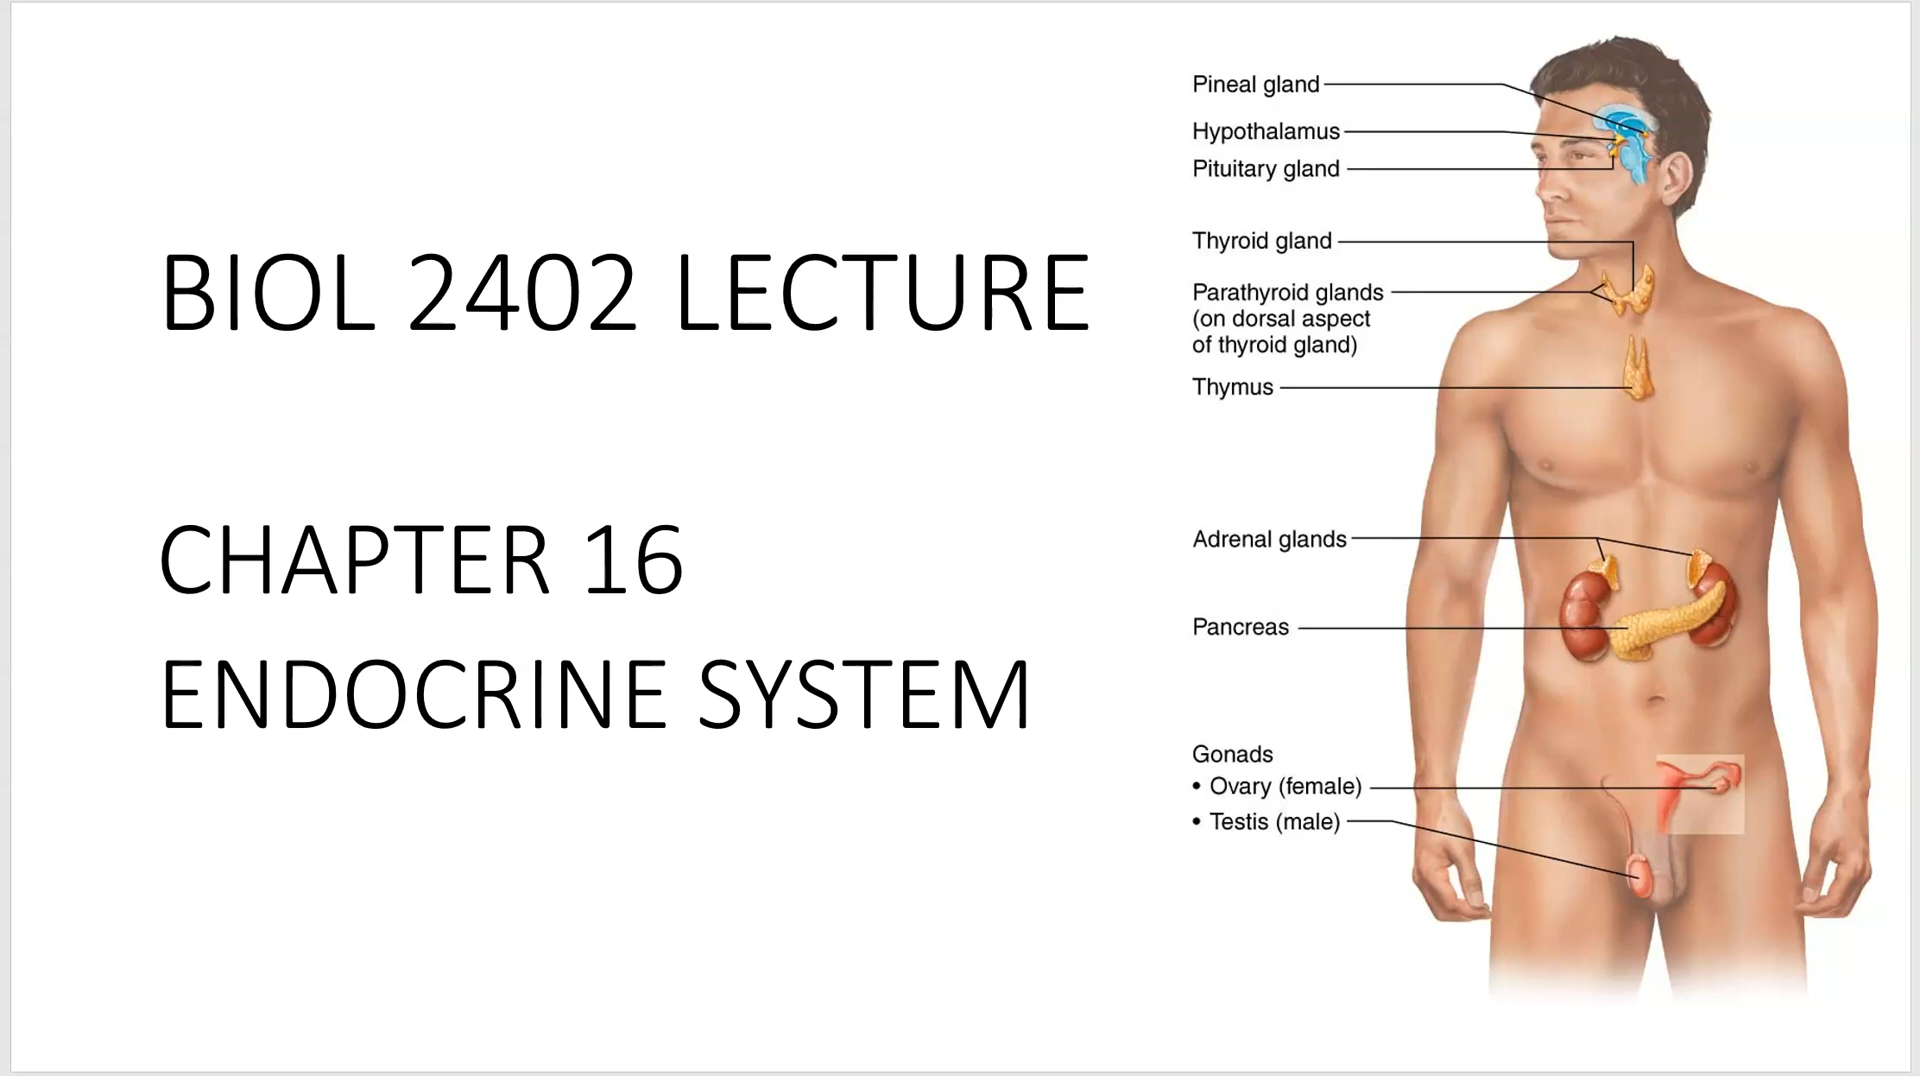 BIOL 2402 LECTURE
CHAPTER 16
ENDOCRINE SYSTEM
Pineal gland
Hypothalamus
Pituitary gland
Thyroid gland
Parathyroid glands
(on dorsal aspect
of thyroid gland)
Thymus
Adrenal glands
Pancreas
Gonads
• Ovary (female)
• Testis (male)